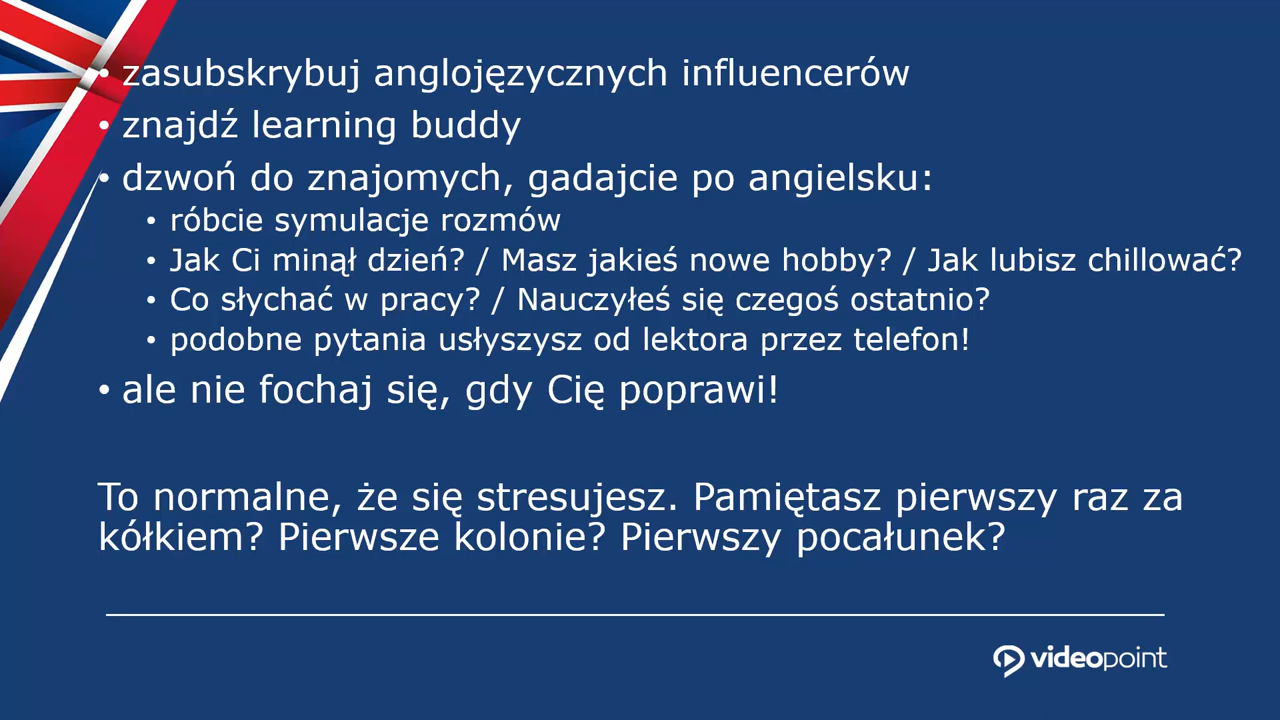 • zasubskrybuj anglojęzycznych influencerów
• znajdź learning buddy
• dzwoń do znajomych, gadajcie po angielsku:
• róbcie symulacje rozmów
• Jak Ci minął dzień? / Masz jakieś nowe hobby? / Jak lubisz chillować?
• Co słychać w pracy? / Nauczyłeś się czegoś ostatnio?
• podobne pytania usłyszysz od lektora przez telefon!
• ale nie fochaj się, gdy Cię poprawi!
To normalne, że się stresujesz. Pamiętasz pierwszy raz za
kółkiem? Pierwsze kolonie? Pierwszy pocałunek?
videopoint